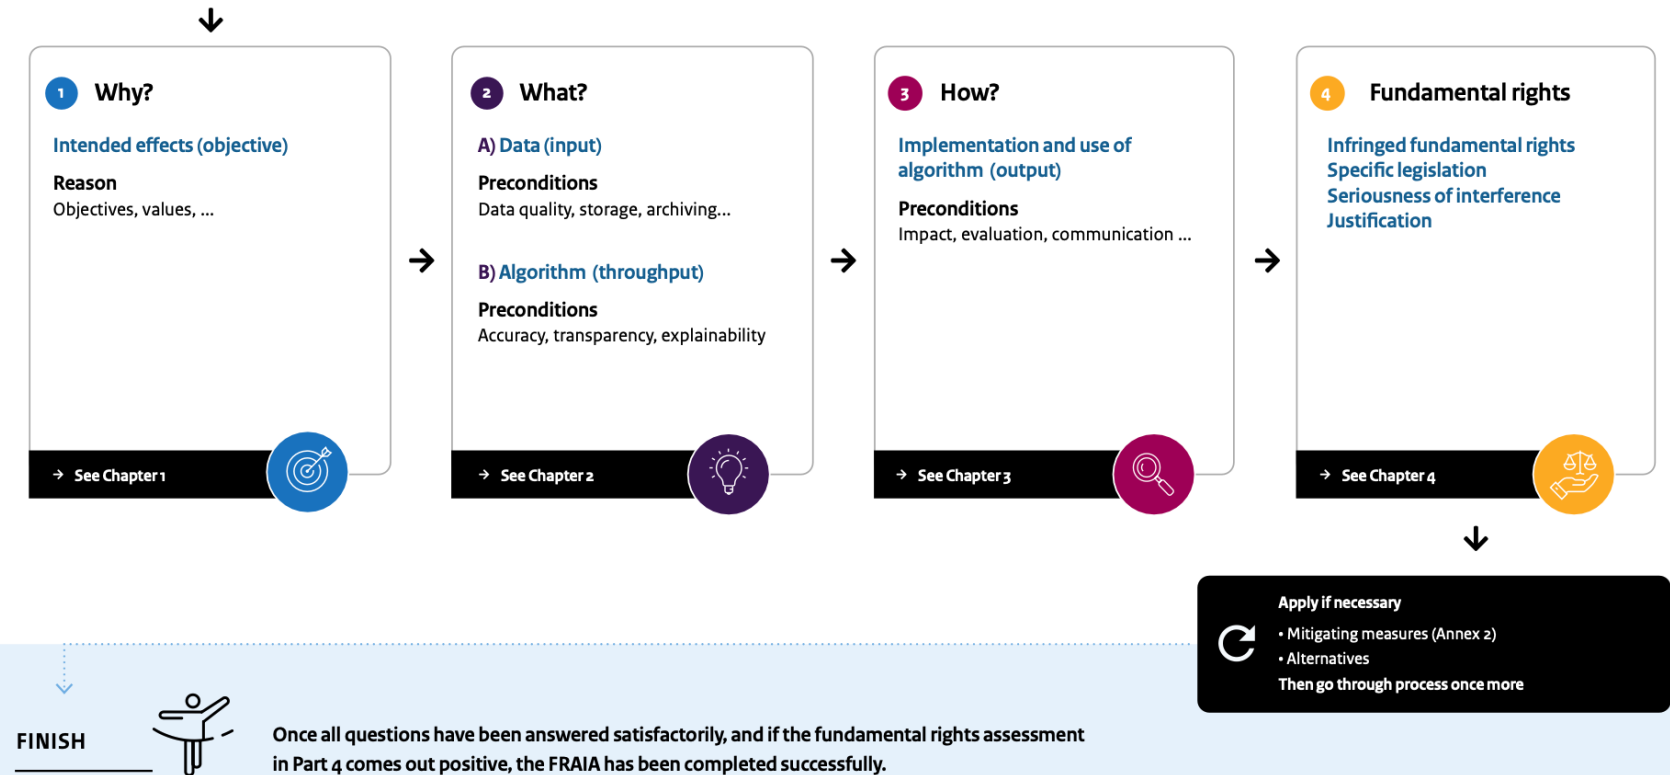 1 Why?
Intended effects (objective)
Reason
Objectives, values, ...
→ See Chapter 1
2 What?
A) Data (input)
Preconditions
Data quality, storage, archiving...
B) Algorithm (throughput)
Preconditions
Accuracy, transparency, explainability
→ See Chapter 2
3 How?
Implementation and use of
algorithm (output)
Preconditions
Impact, evaluation, communication ...
→ See Chapter 3
4 Fundamental rights
Infringed fundamental rights
Specific legislation
Seriousness of interference
Justification
→ See Chapter 4
Apply if necessary
• Mitigating measures (Annex 2)
• Alternatives
Then go through process once more
FINISH
Once all questions have been answered satisfactorily, and if the fundamental rights assessment
in Part 4 comes out positive, the FRAIA has been completed successfully.